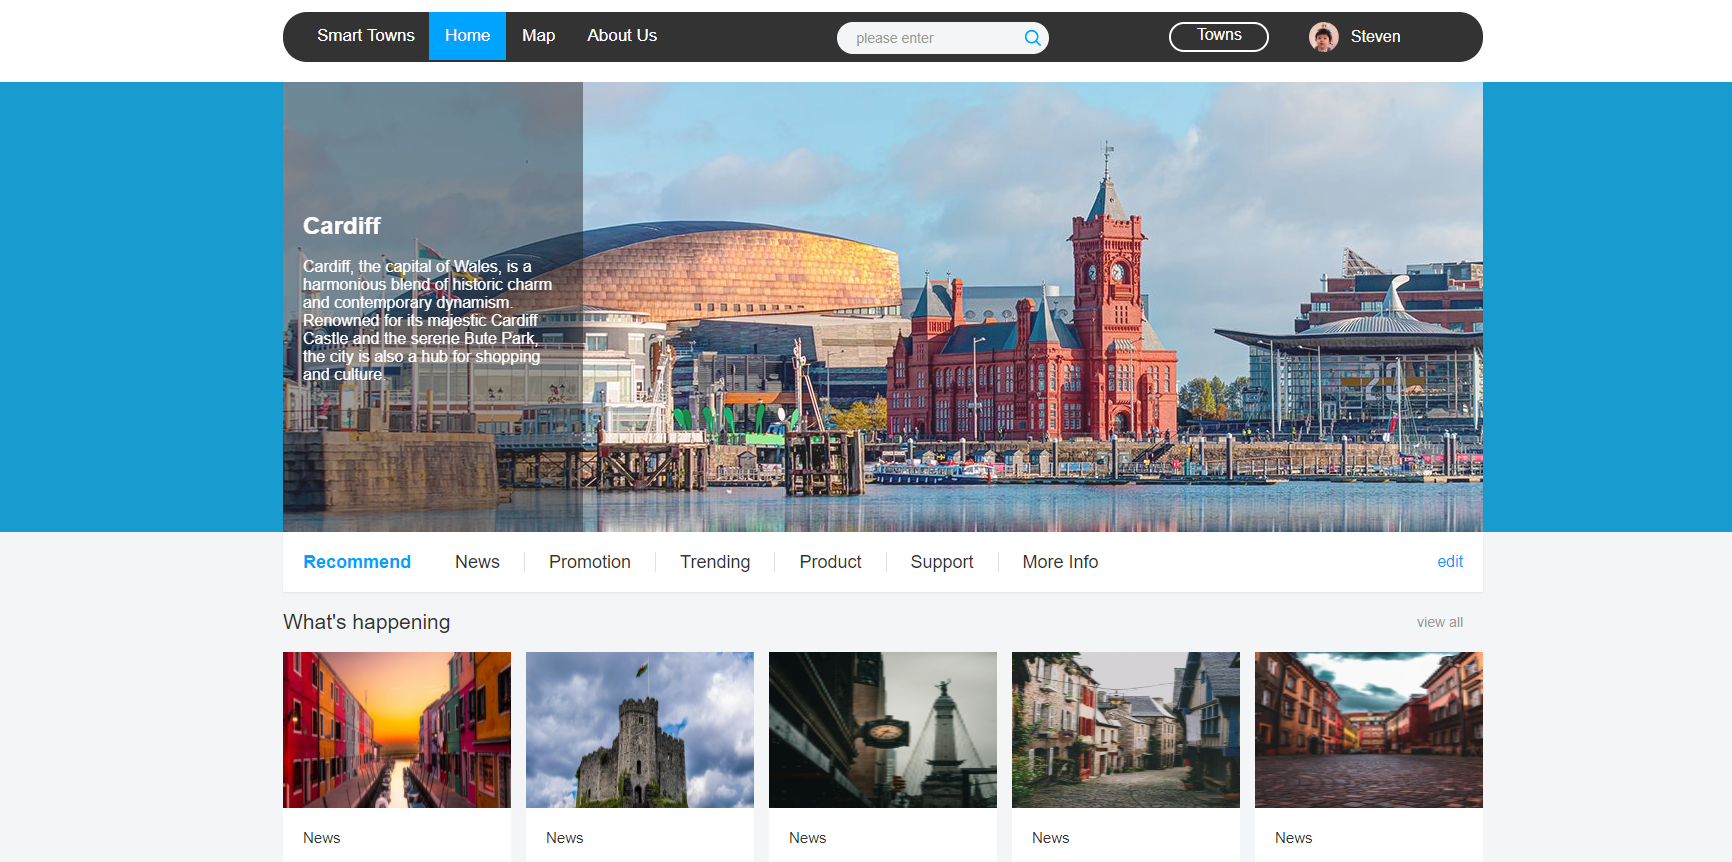 Smart Towns Home Map About Us please enter Towns Steven
Cardiff
Cardiff, the capital of Wales, is a
harmonious blend of historic charm
and contemporary dynamism.
Renowned for its majestic Cardiff
Castle and the serene Bute Park,
the city is also a hub for shopping
and culture.
Recommend News Promotion Trending Product Support More Info edit
What's happening view all
News News News News News